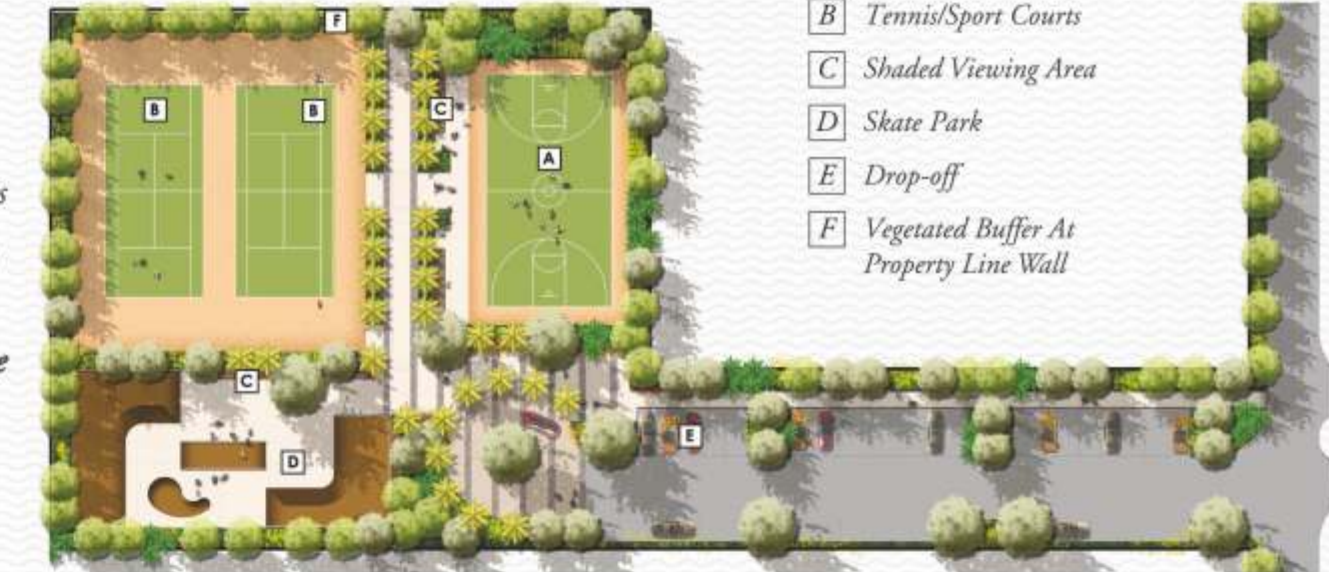 F
B Tennis/Sport Courts
C Shaded Viewing Area
D Skate Park
E Drop-off
F Vegetated Buffer At
Property Line Wall
B
B
C
A
C
D
E